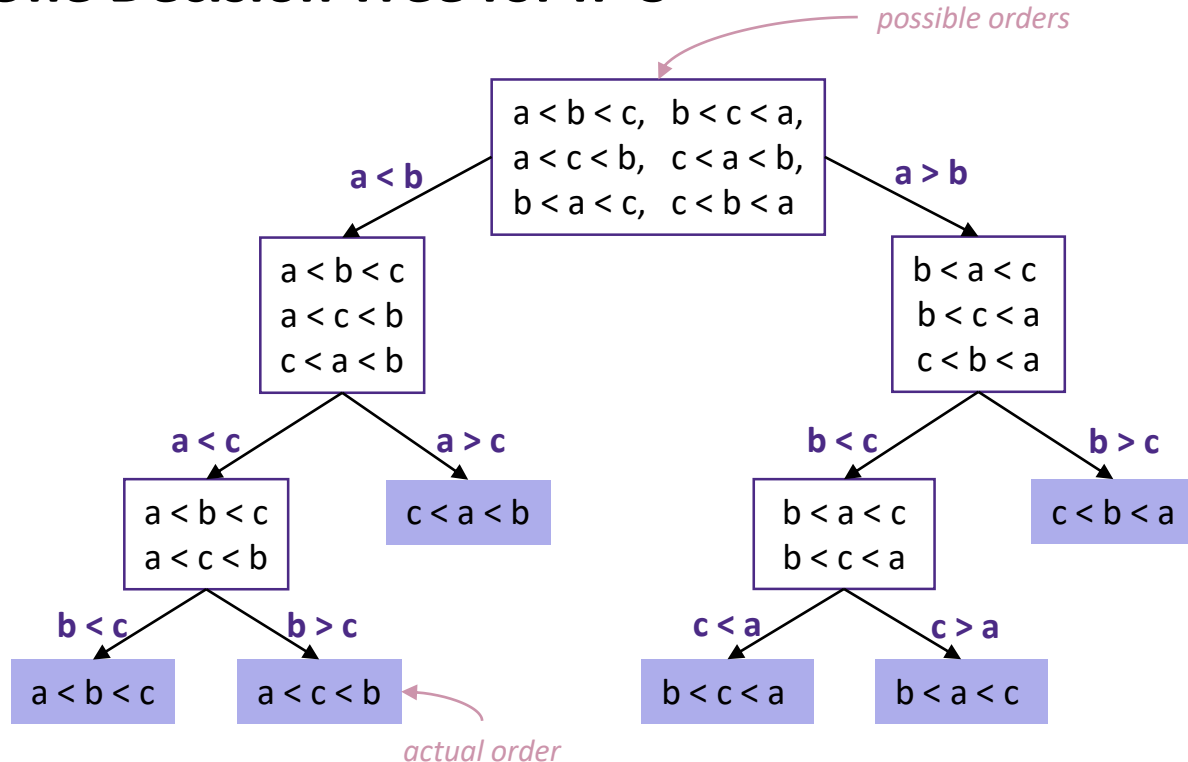 possible orders
a < b < c, b < c < a,
a < c < b, c < a < b,
b < a < c, c < b < a
a < b
a > b
a < b < c
a < c < b
c < a < b
b < a < c
b < c < a
c < b < a
a < c
a > c
b < c
b > c
a < b < c
a < c < b
c < a < b
b < a < c
b < c < a
c < b < a
b < c
b > c
c < a
c > a
a < b < c
a < c < b
b < c < a
b < a < c
actual order